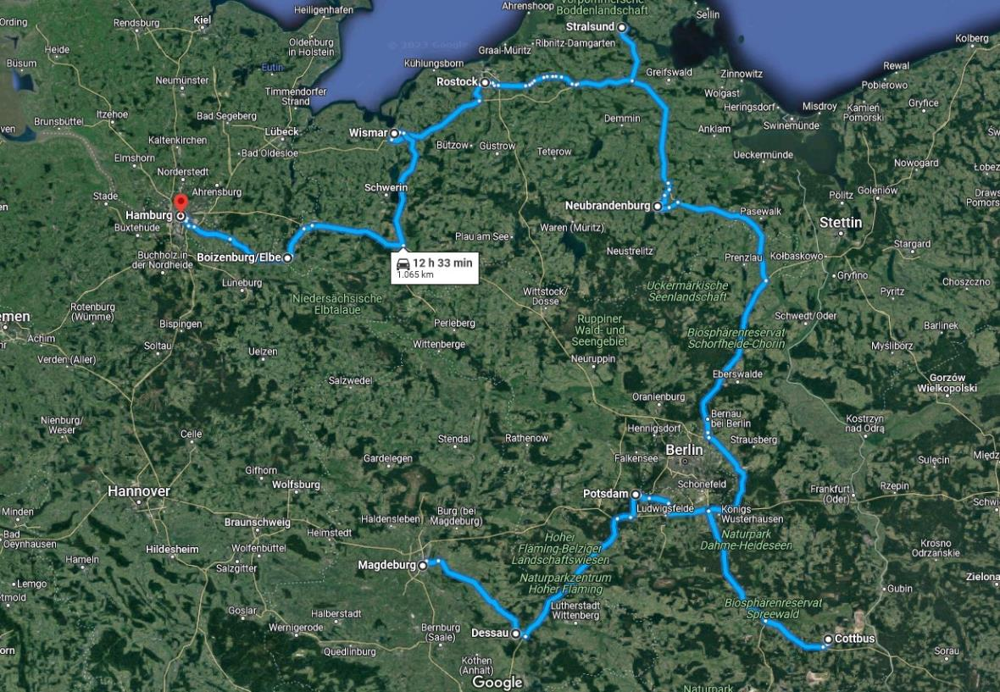 Ahrenshoop
Vorpommersche
Boddenlandschaft
Sellin
Heiligenhafen
Rendsburg
Kiel
Ording
Stralsund
Ribnitz-Damgarten
Kolberg
Heide
Oldenburg
in Holstein
© 2023 Google
Graal-Müritz
Büsum
Eutin
Kühlungsborn
Rewal
Neumünster
Rostock
Greifswald
Zinnowitz
Pobierowo
Timmendorfer
Strand
Wolgast
Gryfice
Itzehoe
Bad Segeberg
Heringsdorf
Misdroy
Kamień
Pomorski
Brunsbüttel
Demmin
Swinemünde
ven
Lübeck
Wismar
Anklam
Kaltenkirchen
Bützow
Güstrow
Elmshorn
Bad Oldesloe
Teterow
Ueckermünde
Nowogard
Łobez
Norderstedt
Schwerin
Ahrensburg
Stade
Pölitz
Goleniów
Draws
Pomors
en
Hamburg
Neubrandenburg
Pasewalk
Buxtehude
Waren (Müritz)
Stettin
Plau am See
Stargard
Buchholz in
der Nordheide
Boizenburg/Elbe
Neustrelitz
Prenzlau
Kołbaskowo
12 h 33 min
1.065 km
Gryfino
Lüneburg
Choszczno
Uckermärkische
Seenlandschaft
Pyritz
Niedersächsische
Elbtalaue
Wittstock/
Dosse
Rotenburg
(Wümme)
emen
Schwedt/Oder
Bispingen
Perleberg
Ruppiner
Wald- und
Seengebiet
Barlinek
Achim
Biosphärenreservat
Schorfheide-Chorin
Soltau
Uelzen
Wittenberge
Myślibórz
Verden (Aller)
Neuruppin
Eberswalde
Salzwedel
Gorzów
Wielkopolski
Oranienburg
Nienburg/
Weser
Bernau
bei Berlin
Kostrzyn
nad Odrą
Celle
Stendal
Rathenow
Hennigsdorf
Strausberg
Berlin
Gardelegen
Falkensee
Sulęcin
Międz
Gifhorn
Wolfsburg
Hannover
Potsdam
Schönefeld
Frankfurt
(Oder)
Rzepin
Minden
Ludwigsfelde
Königs
Wusterhausen
Braunschweig
Haldensleben
Burg (bei
Magdeburg)
Helmstedt
Bad
Oeynhausen
Hildesheim
Wolfenbüttel
Hoher
Fläming-Belziger
Landschaftswiesen
Naturpark
Dahme-Heideseen
Krosno
Odrzańskie
Hameln
Salzgitter
Magdeburg
Zielona
Lemgo
Naturparkzentrum
Hoher Fläming
Gubin
etmold
Goslar
Halberstadt
Lutherstadt
Wittenberg
Biosphärenreservat
Spreewald
Wernigerode
Bernburg
(Saale)
Dessau
Cottbus
orn
Quedlinburg
Köthen
(Anhalt)
Sorau
Google
Naturpark